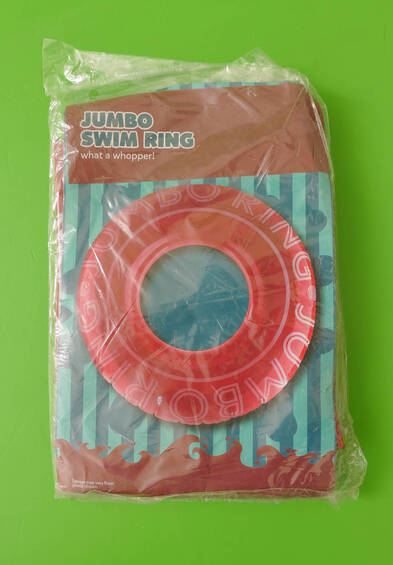 JUMBO
SWIM RING
what a whopper!
JUMBO RING JUMBO RING